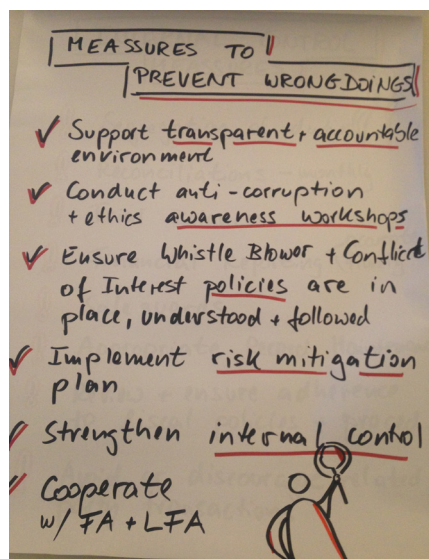 MEASSURES TO
PREVENT WRONGDOINGS
Support transparent + accountable
environment
Conduct anti-corruption
+ ethics awareness workshops
Ensure Whistle Blower + Conflict
of Interest policies are in
place, understood + followed
Implement risk mitigation
plan
Strengthen internal control
Cooperate
w/ FA + LFA